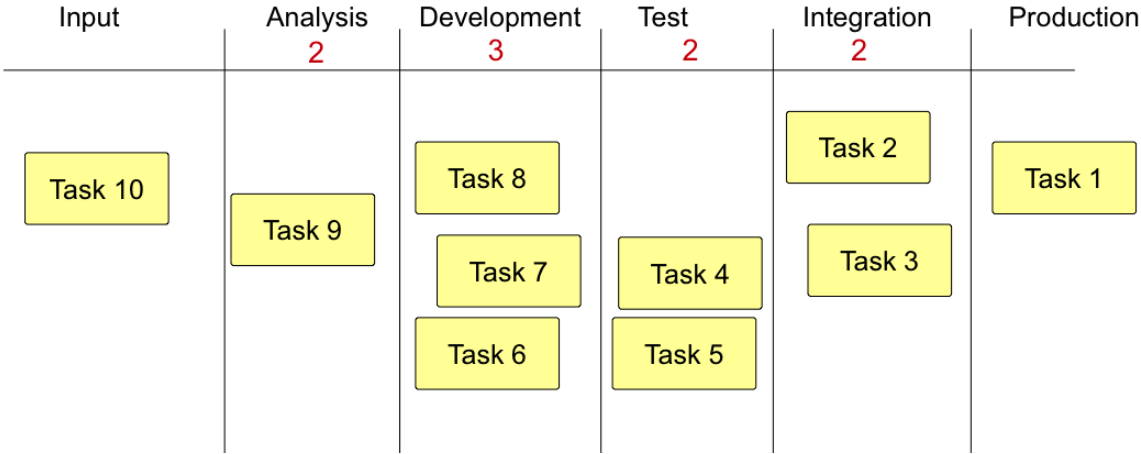 Input Analysis Development Test Integration Production
2 3 2 2
Task 2
Task 8 Task 1
Task 10
Task 9
Task 3
Task 7 Task 4
Task 6 Task 5